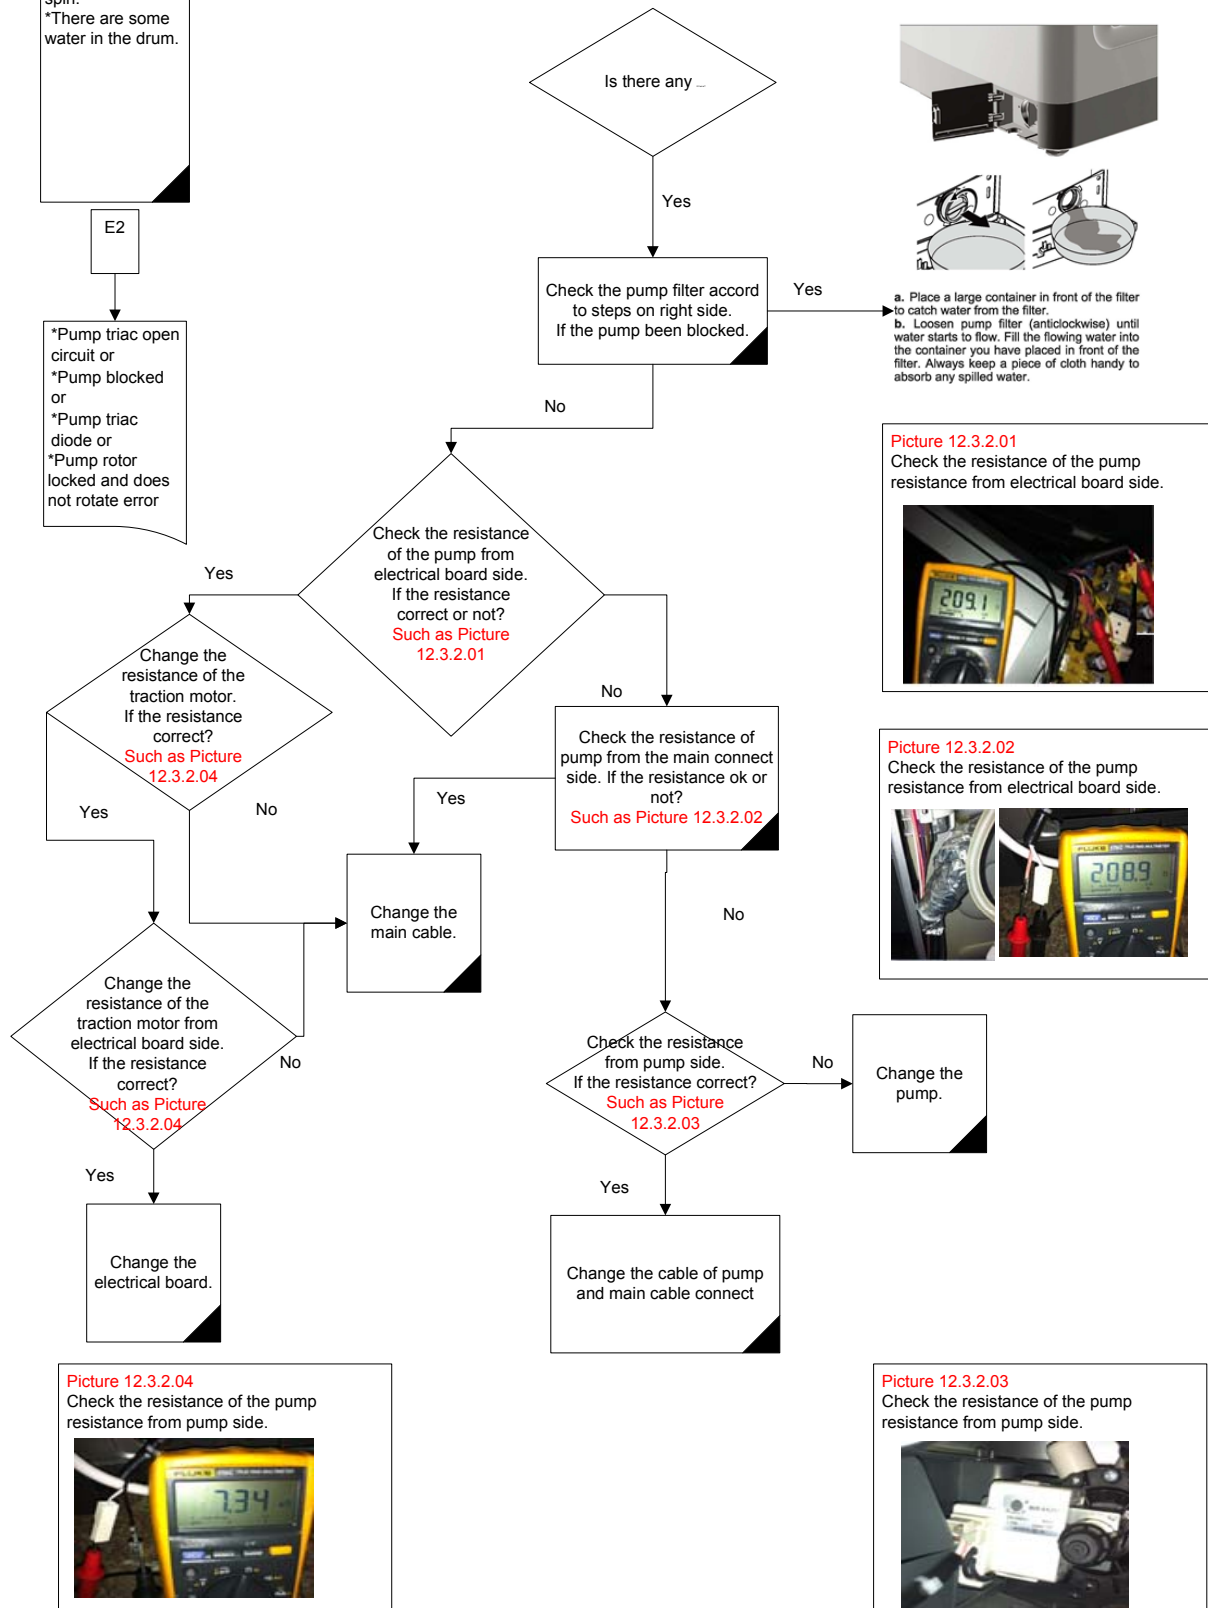 spin.
*There are some
water in the drum.
E2
*Pump triac open
circuit or
*Pump blocked
or
*Pump triac
diode or
*Pump rotor
locked and does
not rotate error
Is there any
Yes
Check the pump filter accord
to steps on right side.
If the pump been blocked.
Yes
a. Place a large container in front of the filter
to catch water from the filter.
b. Loosen pump filter (anticlockwise) until
water starts to flow. Fill the flowing water into
the container you have placed in front of the
filter. Always keep a piece of cloth handy to
absorb any spilled water.
No
Check the resistance
of the pump from
electrical board side.
If the resistance
correct or not?
Such as Picture
12.3.2.01
Yes
No
Change the
resistance of the
traction motor.
If the resistance
correct?
Such as Picture
12.3.2.04
Yes
No
Check the resistance of
pump from the main connect
side. If the resistance ok or
not?
Such as Picture 12.3.2.02
Yes
No
Change the
main cable.
Change the
resistance of the
traction motor from
electrical board side.
If the resistance
correct?
Such as Picture
12.3.2.04
No
Yes
Change the
electrical board.
Check the resistance
from pump side.
If the resistance correct?
Such as Picture
12.3.2.03
No
Change the
pump.
Yes
Change the cable of pump
and main cable connect
Picture 12.3.2.01
Check the resistance of the pump
resistance from electrical board side.
209.1
Picture 12.3.2.02
Check the resistance of the pump
resistance from electrical board side.
FLUKE
208.9
Picture 12.3.2.04
Check the resistance of the pump
resistance from pump side.
FLUKE
7.34
Picture 12.3.2.03
Check the resistance of the pump
resistance from pump side.